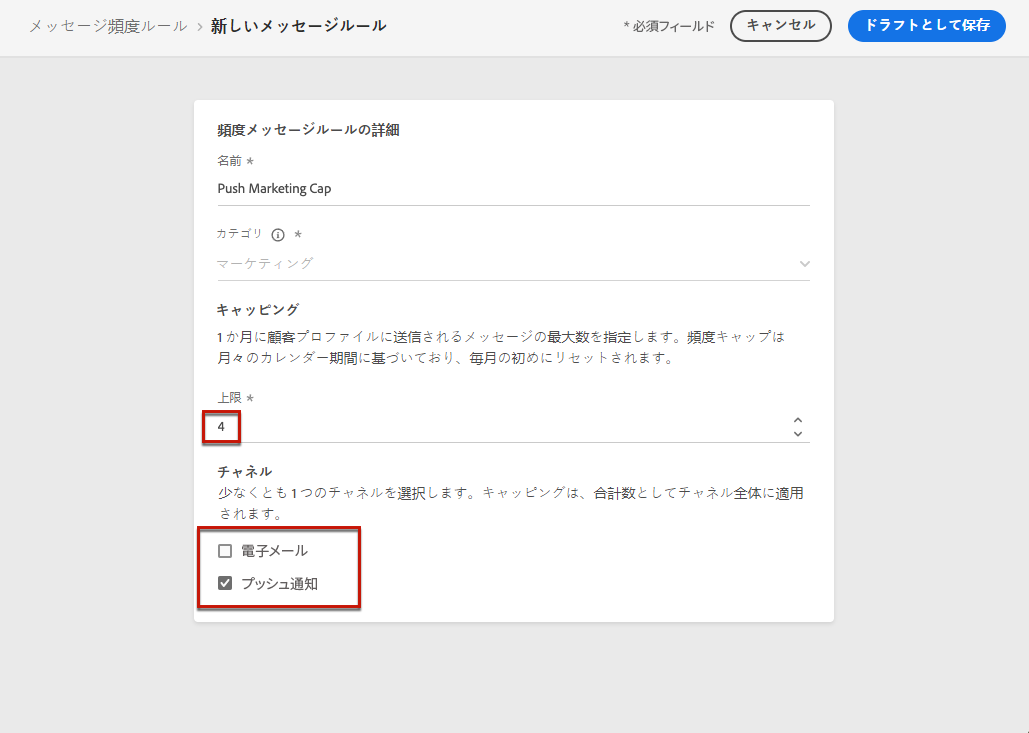 メッセージ頻度ルール > 新しいメッセージルール
* 必須フィールド
キャンセル
ドラフトとして保存
頻度メッセージルールの詳細
名前 *
Push Marketing Cap
カテゴリ *
マーケティング
キャッピング
1 か月に顧客プロファイルに送信されるメッセージの最大数を指定します。頻度キャップは
月々のカレンダー期間に基づいており、毎月の初めにリセットされます。
上限 *
4
チャネル
少なくとも 1 つのチャネルを選択します。キャッピングは、合計数としてチャネル全体に適用
されます。
電子メール
プッシュ通知